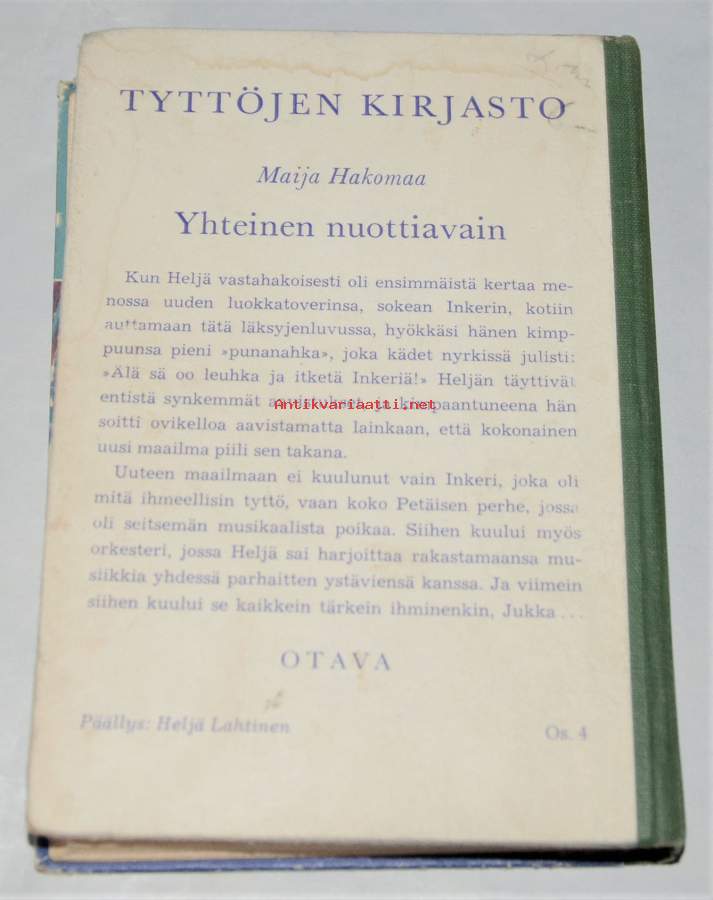 TYTTÖJEN KIRJASTO
Maija Hakomaa
Yhteinen nuottiavain
Kun Heljä vastahakoisesti oli ensimmäistä kertaa me-
nossa uuden luokkatoverinsa, sokean Inkerin, kotiin
auttamaan tätä läksyjenluvussa, hyökkäsi hänen kimp-
puunsa pieni »punanahka», joka kädet nyrkissä julisti:
»Älä sä oo leuhka ja itketä Inkeriä!» Heljän täyttivät
entistä synkemmät aavistukset, ja kimpaantuneena hän
Antikvariaatti.net
soitti ovikelloa aavistamatta lainkaan, että kokonainen
uusi maailma piili sen takana.
Uuteen maailmaan ei kuulunut vain Inkeri, joka oli
mitä ihmeellisin tyttö, vaan koko Petäisen perhe, jossa
oli seitsemän musikaalista poikaa. Siihen kuului myös
orkesteri, jossa Heljä sai harjoittaa rakastamaansa mu-
siikkia yhdessä parhaitten ystäviensä kanssa. Ja viimein
siihen kuului se kaikkein tärkein ihminenkin, Jukka...
OTAVA
Päällys: Heljä Lahtinen
Os. 4